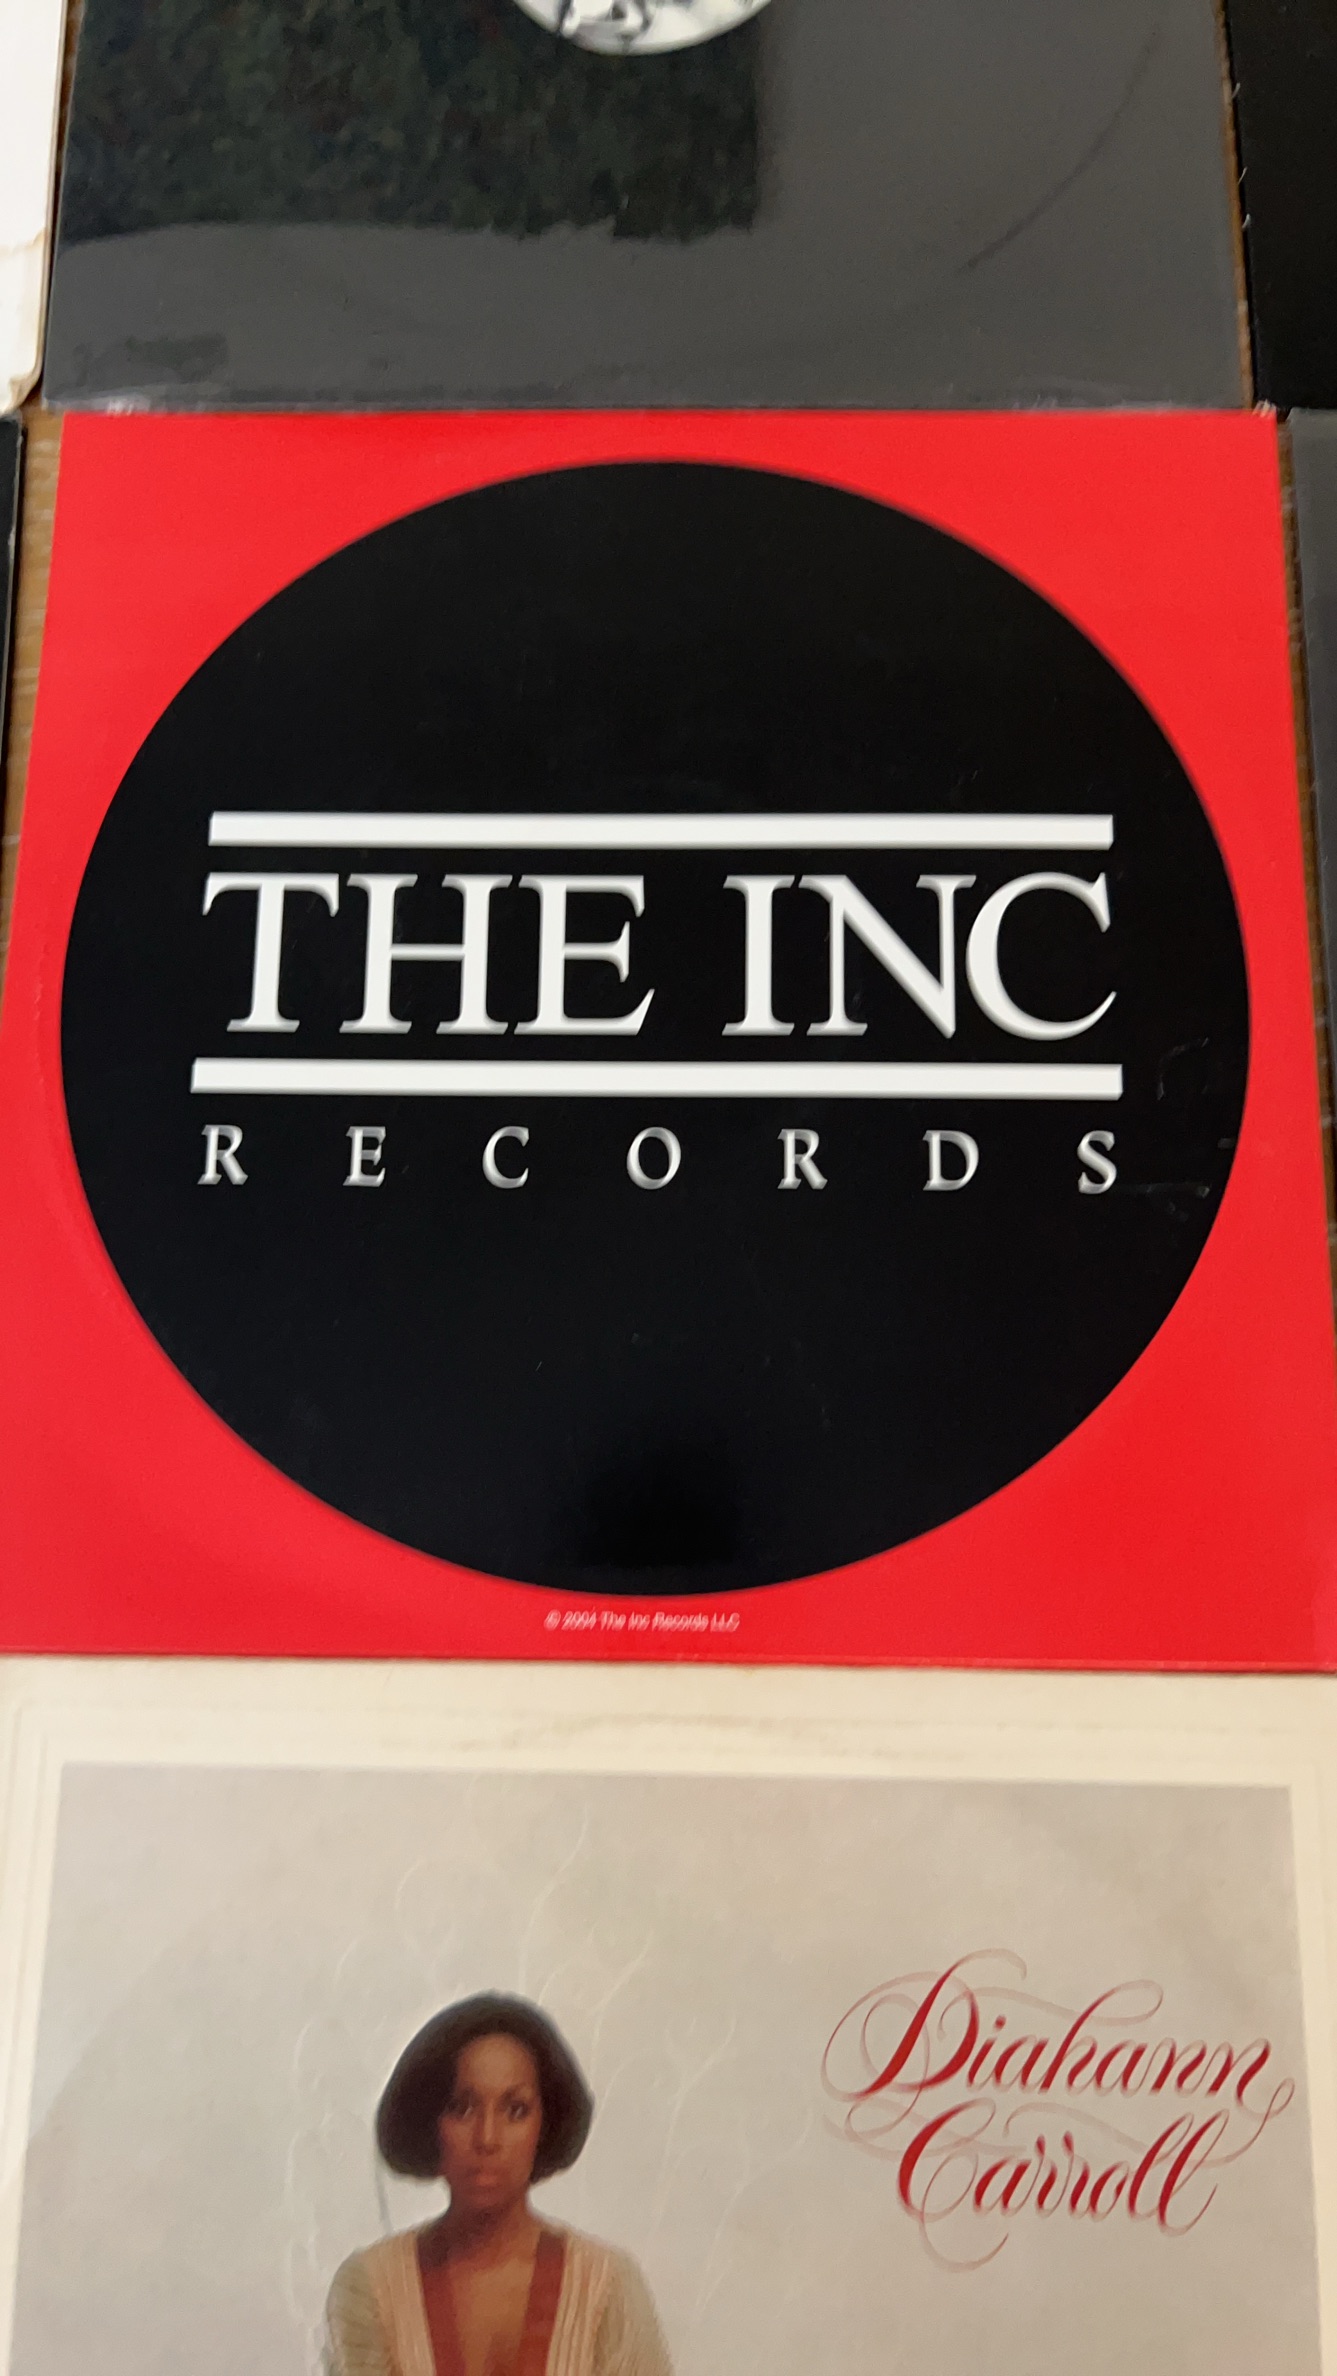 THE INC
RECORDS
© 2004 The Inc Records LLC
Diahann
Carroll